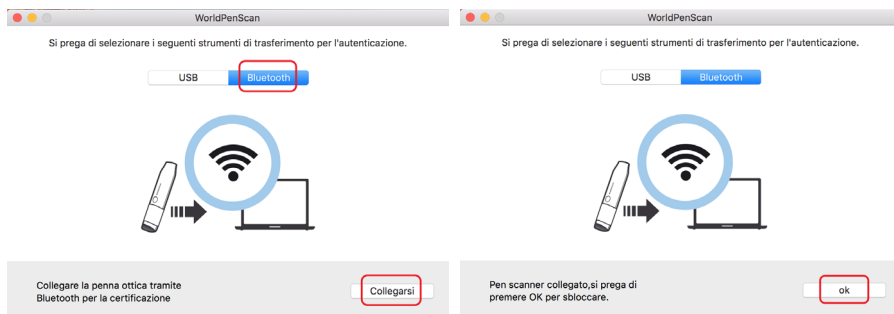 WorldPenScan
Si prega di selezionare i seguenti strumenti di trasferimento per l'autenticazione.
USB
Bluetooth
Collegare la penna ottica tramite
Bluetooth per la certificazione
Collegarsi
WorldPenScan
Si prega di selezionare i seguenti strumenti di trasferimento per l'autenticazione.
USB
Bluetooth
Pen scanner collegato,si prega di
premere OK per sbloccare.
ok